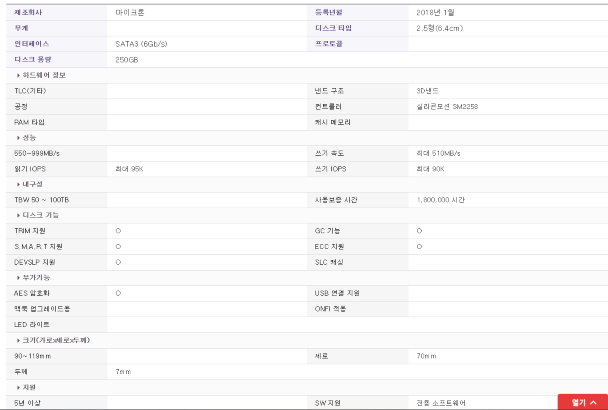 제조회사 마이크론 등록년월 2018년 1월
무게 디스크 타입 2.5형(6.4cm)
인터페이스 SATA3 (6Gb/s) 프로토콜
디스크 용량 250GB
하드웨어 정보
TLC(기타) 낸드 구조 3D낸드
공정 컨트롤러 실리콘모션 SM2258
RAM 타입 캐시 메모리
성능
550~999MB/s 쓰기 속도 최대 510MB/s
읽기 IOPS 최대 95K 쓰기 IOPS 최대 90K
내구성
TBW 50 ~ 100TB 사용보증 시간 1,800,000 시간
디스크 기능
TRIM 지원 O GC 기능 O
S.M.A.R.T 지원 O ECC 지원 O
DEVSLP 지원 O SLC 캐싱
부가기능
AES 암호화 O USB 연결 지원
맥북 업그레이드용 ONFI 적용
LED 라이트
크기(가로x세로x두께)
90~119mm 세로 70mm
두께 7mm
지원
5년 이상 SW 지원 전용 소프트웨어
열기